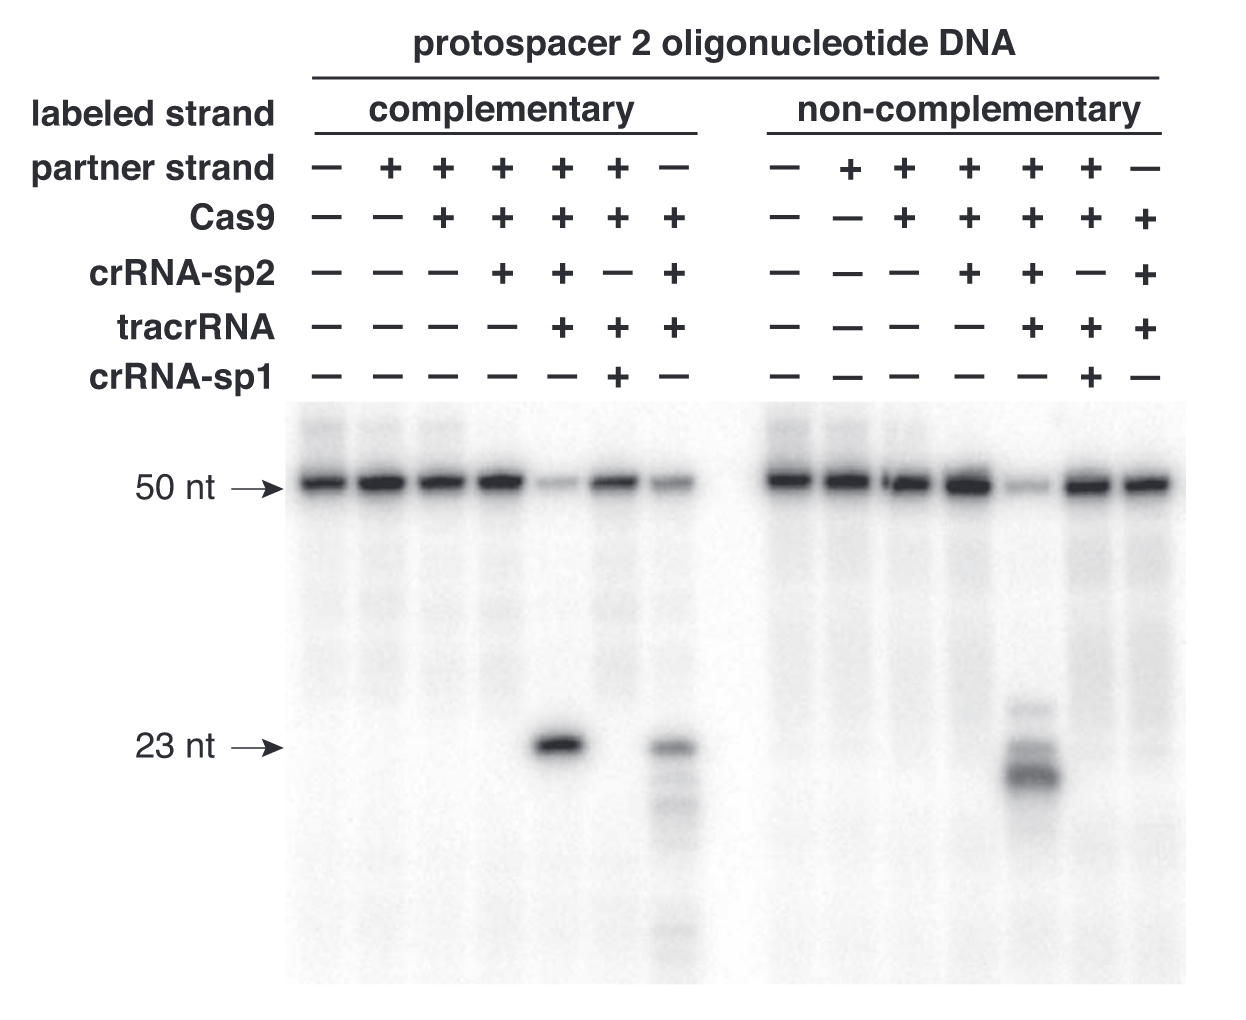 protospacer 2 oligonucleotide DNA
labeled strand complementary non-complementary
partner strand — + + + + + — — + + + + + —
Cas9 — — + + + + + — — + + + + +
crRNA-sp2 — — — + + — + — — — + + — +
tracrRNA — — — — + + + — — — — + + +
crRNA-sp1 — — — — — + — — — — — — + —
50 nt
23 nt